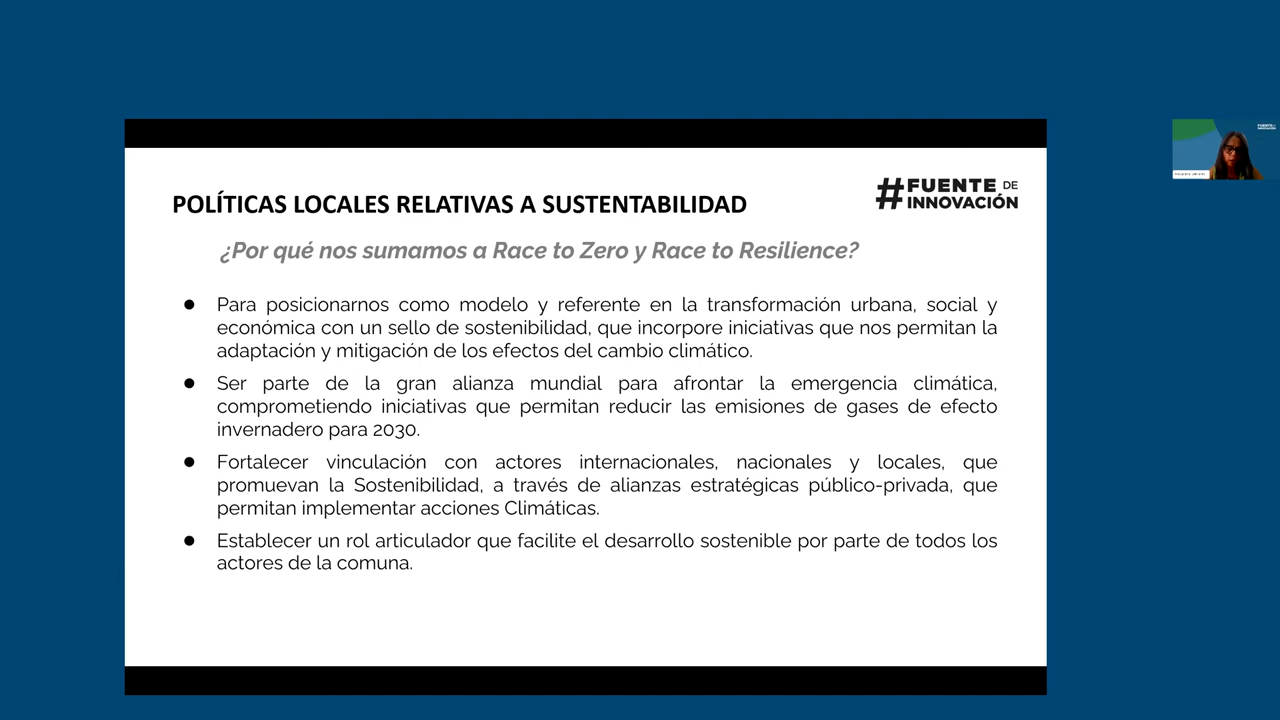 POLÍTICAS LOCALES RELATIVAS A SUSTENTABILIDAD
#FUENTE DE
INNOVACIÓN
¿Por qué nos sumamos a Race to Zero y Race to Resilience?
● Para posicionarnos como modelo y referente en la transformación urbana, social y
económica con un sello de sostenibilidad, que incorpore iniciativas que nos permitan la
adaptación y mitigación de los efectos del cambio climático.
● Ser parte de la gran alianza mundial para afrontar la emergencia climática,
comprometiendo iniciativas que permitan reducir las emisiones de gases de efecto
invernadero para 2030.
● Fortalecer vinculación con actores internacionales, nacionales y locales, que
promuevan la Sostenibilidad, a través de alianzas estratégicas público-privada, que
permitan implementar acciones Climáticas.
● Establecer un rol articulador que facilite el desarrollo sostenible por parte de todos los
actores de la comuna.